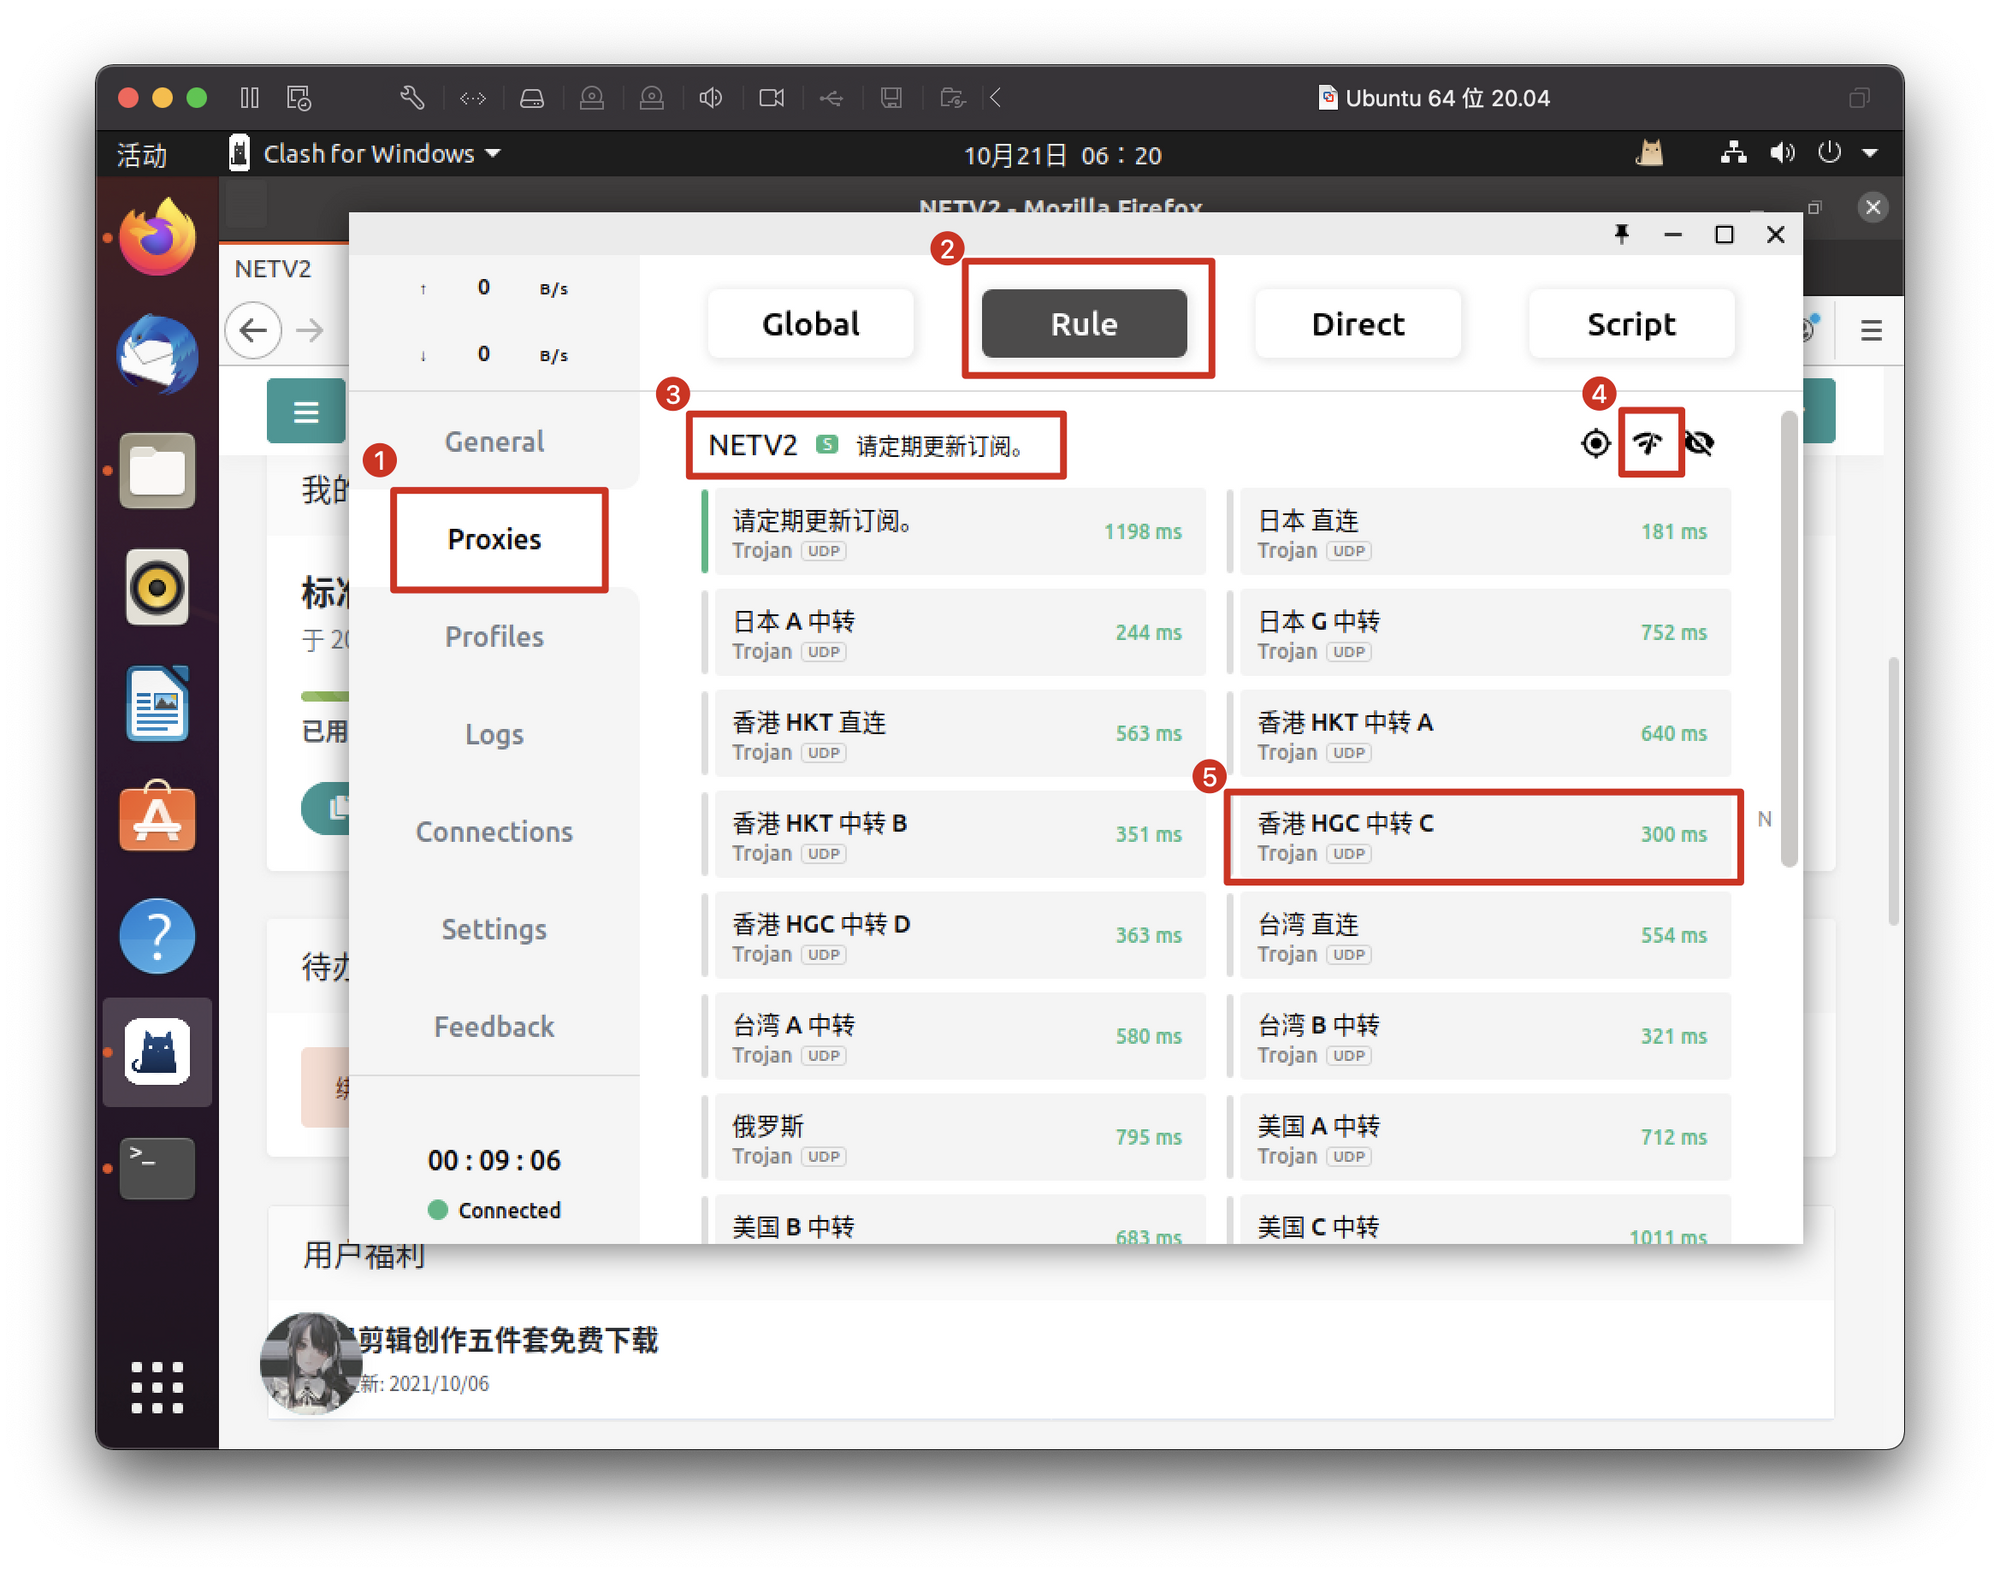 Ubuntu 64 位 20.04
活动
Clash for Windows
10月21日 06：20
NETV2 - Mozilla Firefox
NETV2
↑ 0 B/s
↓ 0 B/s
2
Global
Rule
Direct
Script
3
4
NETV2 S 请定期更新订阅。
1
General
Proxies
Profiles
Logs
Connections
Settings
Feedback
00 : 09 : 06
Connected
请定期更新订阅。
Trojan UDP
1198 ms
日本 直连
Trojan UDP
181 ms
日本 A 中转
Trojan UDP
244 ms
日本 G 中转
Trojan UDP
752 ms
香港 HKT 直连
Trojan UDP
563 ms
香港 HKT 中转 A
Trojan UDP
640 ms
香港 HKT 中转 B
Trojan UDP
351 ms
5
香港 HGC 中转 C
Trojan UDP
300 ms
N
香港 HGC 中转 D
Trojan UDP
363 ms
台湾 直连
Trojan UDP
554 ms
台湾 A 中转
Trojan UDP
580 ms
台湾 B 中转
Trojan UDP
321 ms
俄罗斯
Trojan UDP
795 ms
美国 A 中转
Trojan UDP
712 ms
美国 B 中转
683 ms
美国 C 中转
1011 ms
我的
标准
于 20
已用
待办
用户福利
剪辑创作五件套免费下载
新: 2021/10/06